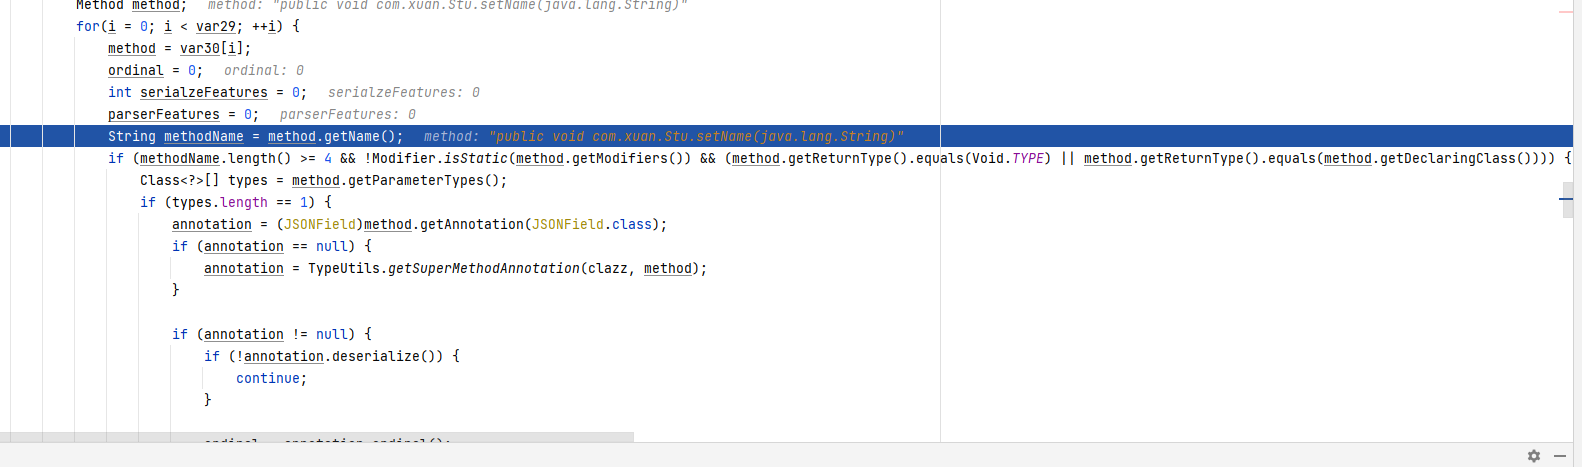 Method method;   method: "public void com.xuan.Stu.setName(java.lang.String)"
for(i = 0; i < var29; ++i) {
method = var30[i];
ordinal = 0;   ordinal: 0
int serialzeFeatures = 0;   serialzeFeatures: 0
parserFeatures = 0;   parserFeatures: 0
String methodName = method.getName();   method: "public void com.xuan.Stu.setName(java.lang.String)"
if (methodName.length() >= 4 && !Modifier.isStatic(method.getModifiers()) && (method.getReturnType().equals(Void.TYPE) || method.getReturnType().equals(method.getDeclaringClass()))) {
Class<?>[] types = method.getParameterTypes();
if (types.length == 1) {
annotation = (JSONField)method.getAnnotation(JSONField.class);
if (annotation == null) {
annotation = TypeUtils.getSuperMethodAnnotation(clazz, method);
}
if (annotation != null) {
if (!annotation.deserialize()) {
continue;
}
ordinal = annotation.ordinal();